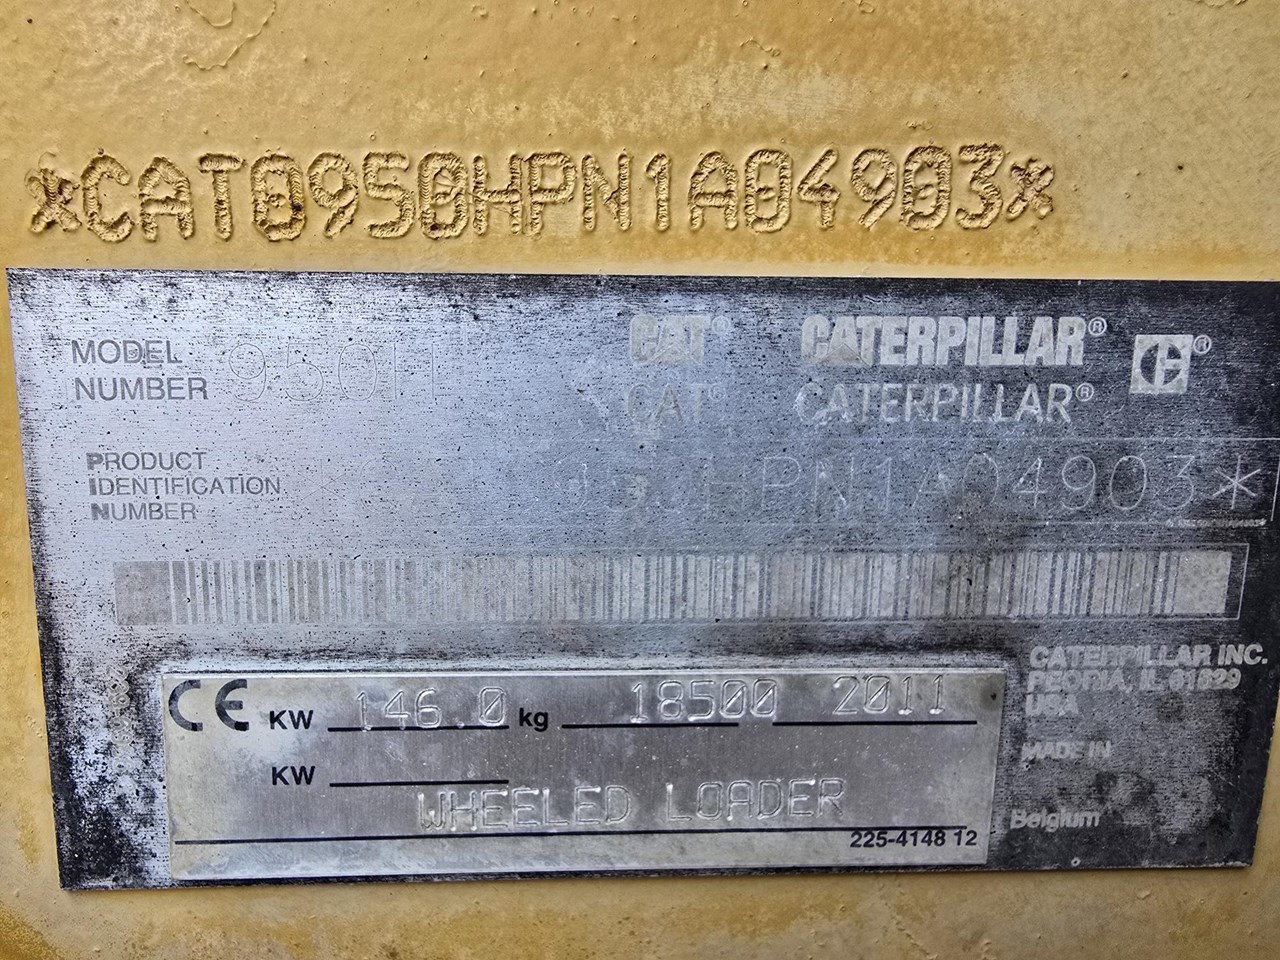 *CAT0950HPN1A04903*
MODEL
NUMBER 950H
CAT® CATERPILLAR®
CAT® CATERPILLAR®
PRODUCT
IDENTIFICATION
NUMBER
50HPN1A04903*
CE KW 146.0 kg 18500 2011
KW
WHEELED LOADER
225-4148 12
CATERPILLAR INC.
PEORIA, IL 61629
USA
MADE IN
Belgium